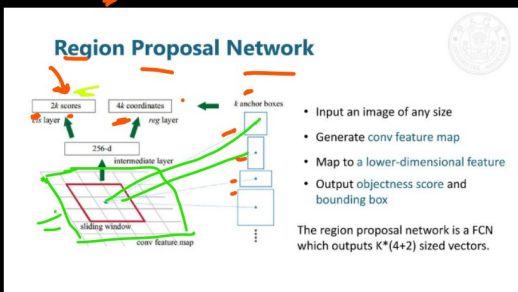 Region Proposal Network
2k scores
4k coordinates
k anchor boxes
cls layer
reg layer
256-d
intermediate layer
sliding window
conv feature map
• Input an image of any size
• Generate conv feature map
• Map to a lower-dimensional feature
• Output objectness score and
bounding box
The region proposal network is a FCN
which outputs K*(4+2) sized vectors.